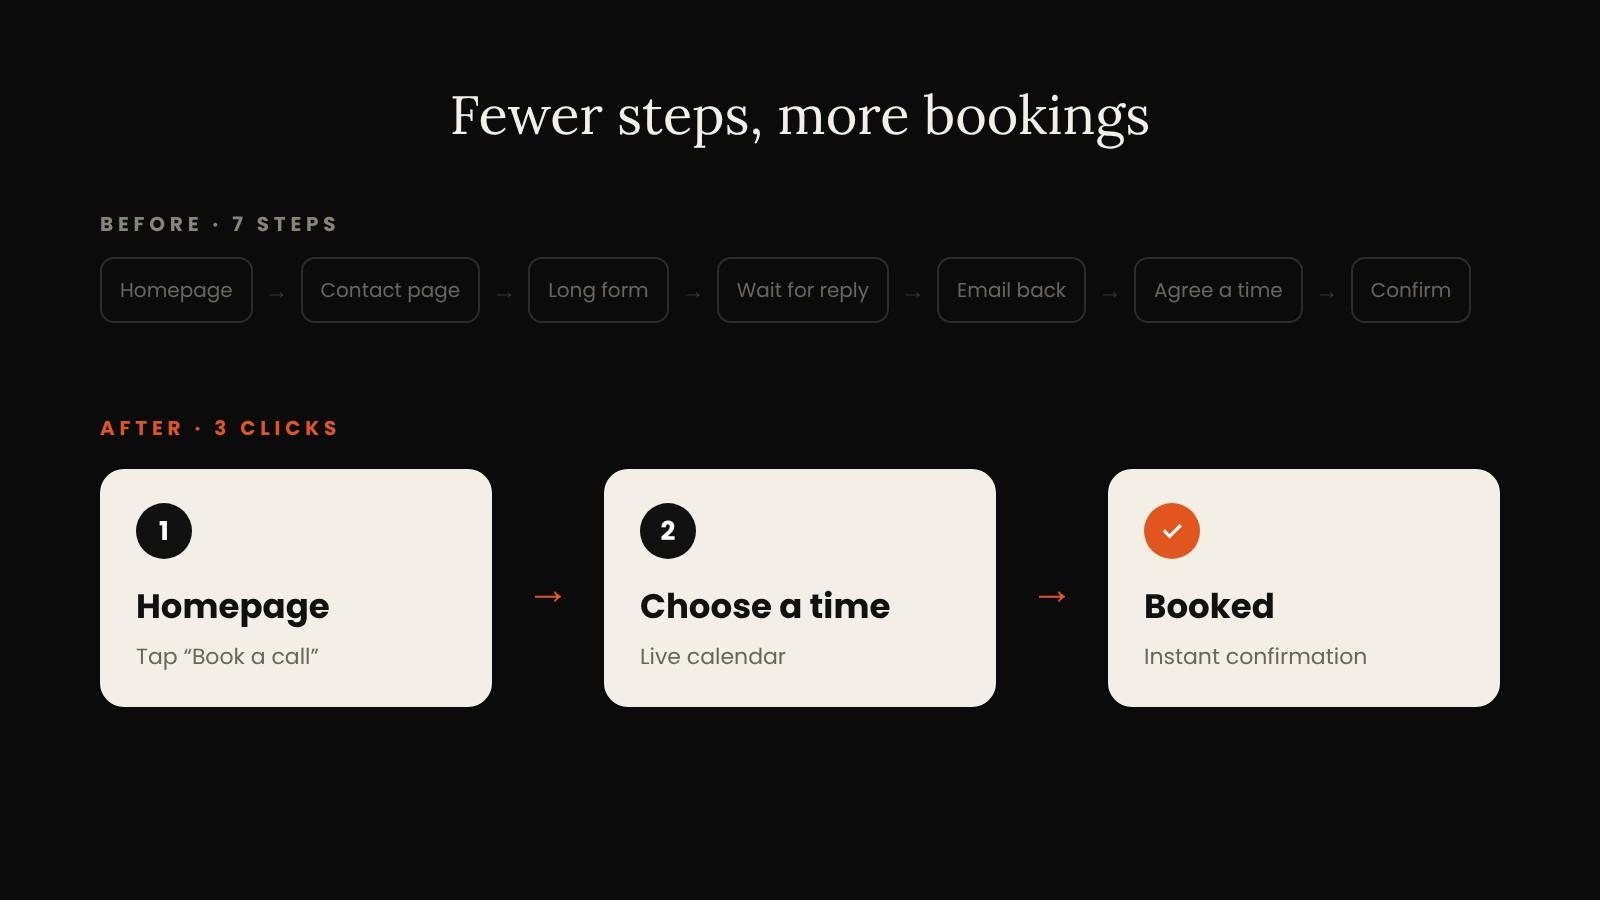 Fewer steps, more bookings
BEFORE · 7 STEPS
Homepage → Contact page → Long form → Wait for reply → Email back → Agree a time → Confirm
AFTER · 3 CLICKS
1
Homepage
Tap “Book a call”
→
2
Choose a time
Live calendar
→
✓
Booked
Instant confirmation